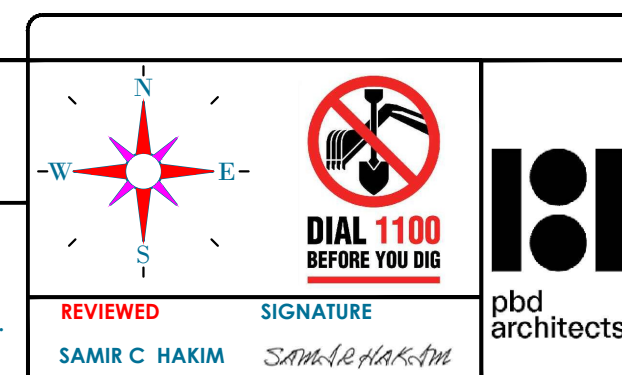 N
W E
S
DIAL 1100
BEFORE YOU DIG
REVIEWED SIGNATURE
SAMIR C HAKIM SAMIR HAKIM
pbd
architects